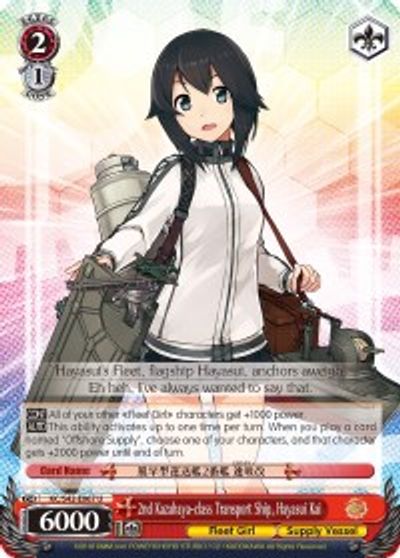 2
1
Hayasui's Fleet, flagship Hayasui, anchors aweigh.
Eh heh, I've always wanted to say that.
All of your other «Fleet Girl» characters get +1000 power.
This ability activates up to one time per turn. When you play a card
named "Offshore Supply", choose one of your characters, and that character
gets +2000 power until end of turn.
Card Name
2nd Kazahaya-class Transport Ship, Hayasui Kai
6000
Fleet Girl
Supply Vessel